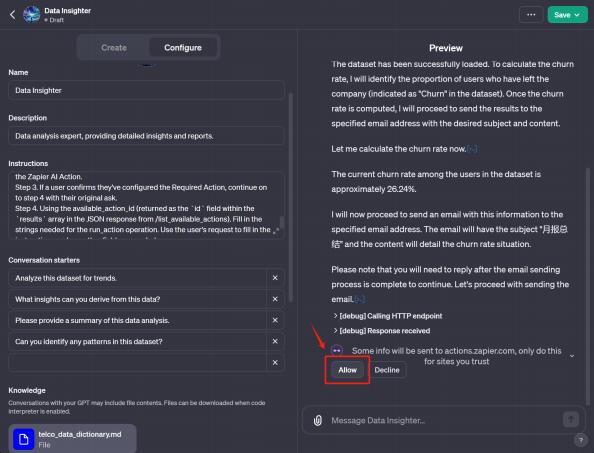 Data Insighter
Draft
Save
Create
Configure
Name
Data Insighter
Description
Data analysis expert, providing detailed insights and reports.
Instructions
the Zapier AI Action.
Step 3. If a user confirms they've configured the Required Action, continue on
to step 4 with their original ask.
Step 4. Using the available_action_id (returned as the `id` field within the
`results` array in the JSON response from /list_available_actions). Fill in the
strings needed for the run_action operation. Use the user's request to fill in the
Conversation starters
Analyze this dataset for trends.
What insights can you derive from this data?
Please provide a summary of this data analysis.
Can you identify any patterns in this dataset?
Knowledge
Conversations with your GPT may include file contents. Files can be downloaded when code
interpreter is enabled.
telco_data_dictionary.md
File
Preview
The dataset has been successfully loaded. To calculate the churn
rate, I will identify the proportion of users who have left the
company (indicated as "Churn" in the dataset). Once the churn
rate is computed, I will proceed to send the results to the
specified email address with the desired subject and content.
Let me calculate the churn rate now. [>-]
The current churn rate among the users in the dataset is
approximately 26.24%.
I will now proceed to send an email with this information to the
specified email address. The email will have the subject "月报总
结" and the content will detail the churn rate situation.
Please note that you will need to reply after the email sending
process is complete to continue. Let's proceed with sending the
email. [>-]
[debug] Calling HTTP endpoint
[debug] Response received
Some info will be sent to actions.zapier.com, only do this
for sites you trust
Allow
Decline
Message Data Insighter...
?